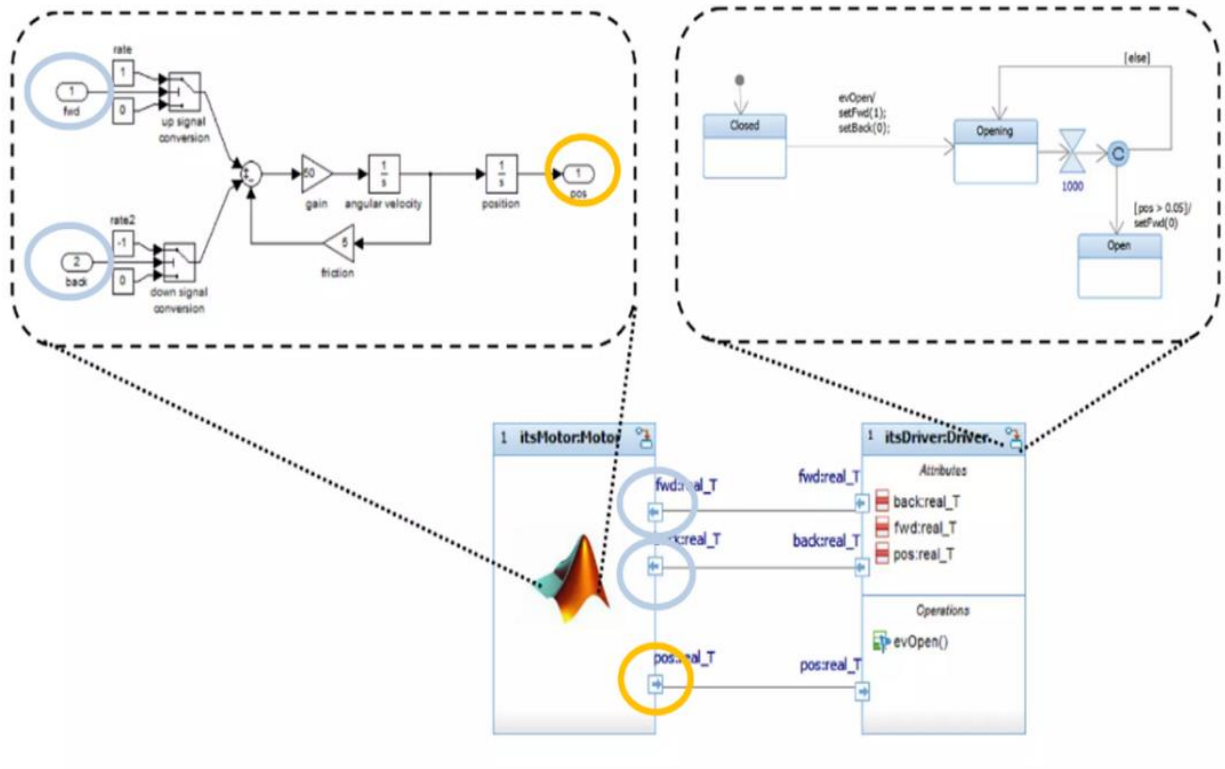 rate
1
1
fwd
0
up signal
conversion
50
gain
1
s
angular velocity
1
s
position
1
pos
rate2
-1
2
back
0
down signal
conversion
5
friction
[else]
Closed
evOpen/
setFwd(1);
setBack(0);
Opening
C
1000
[pos > 0.05]/
setFwd(0)
Open
1 itsMotor:Motor
fwd:real_T
:real_T
pos:real_T
1 itsDriver:Driver
fwd:real_T
back:real_T
pos:real_T
Attributes
back:real_T
fwd:real_T
pos:real_T
Operations
evOpen()